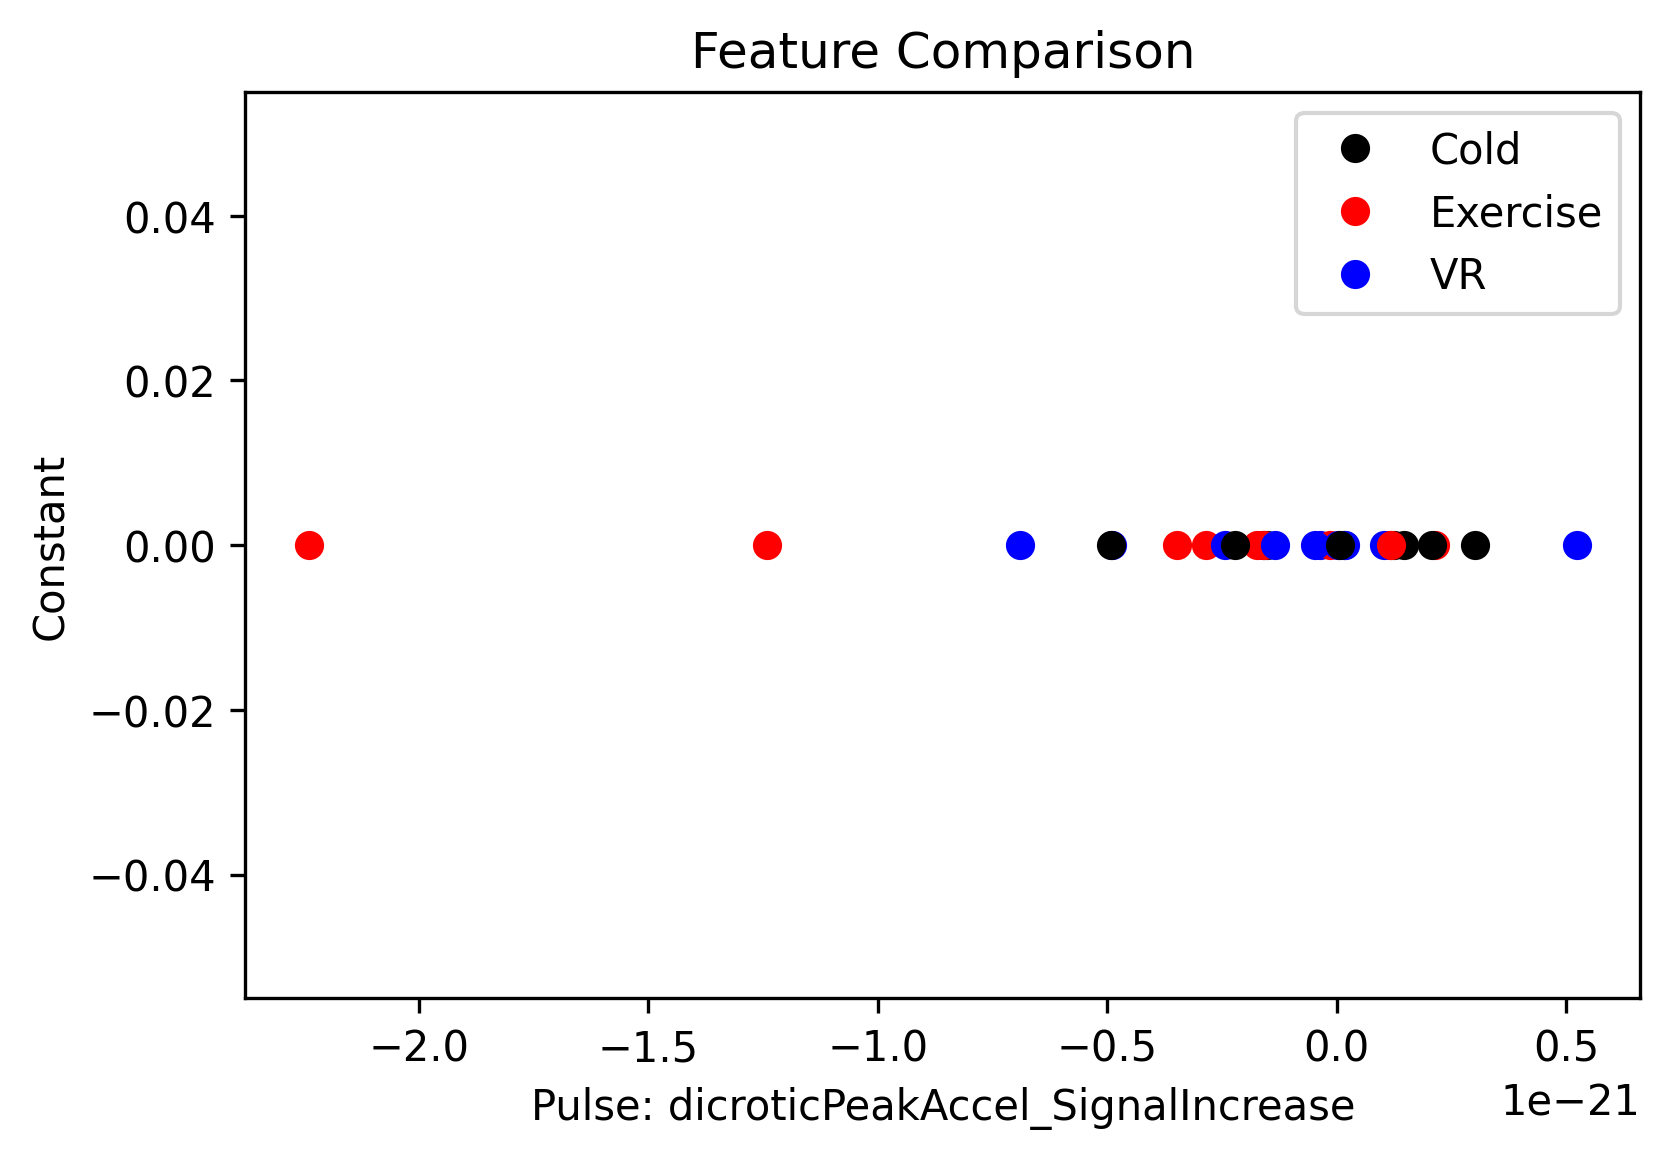 Feature Comparison
Cold
Exercise
VR
0.04
0.02
0.00
−0.02
−0.04
Constant
−2.0 −1.5 −1.0 −0.5 0.0 0.5
1e−21
Pulse: dicroticPeakAccel_SignalIncrease